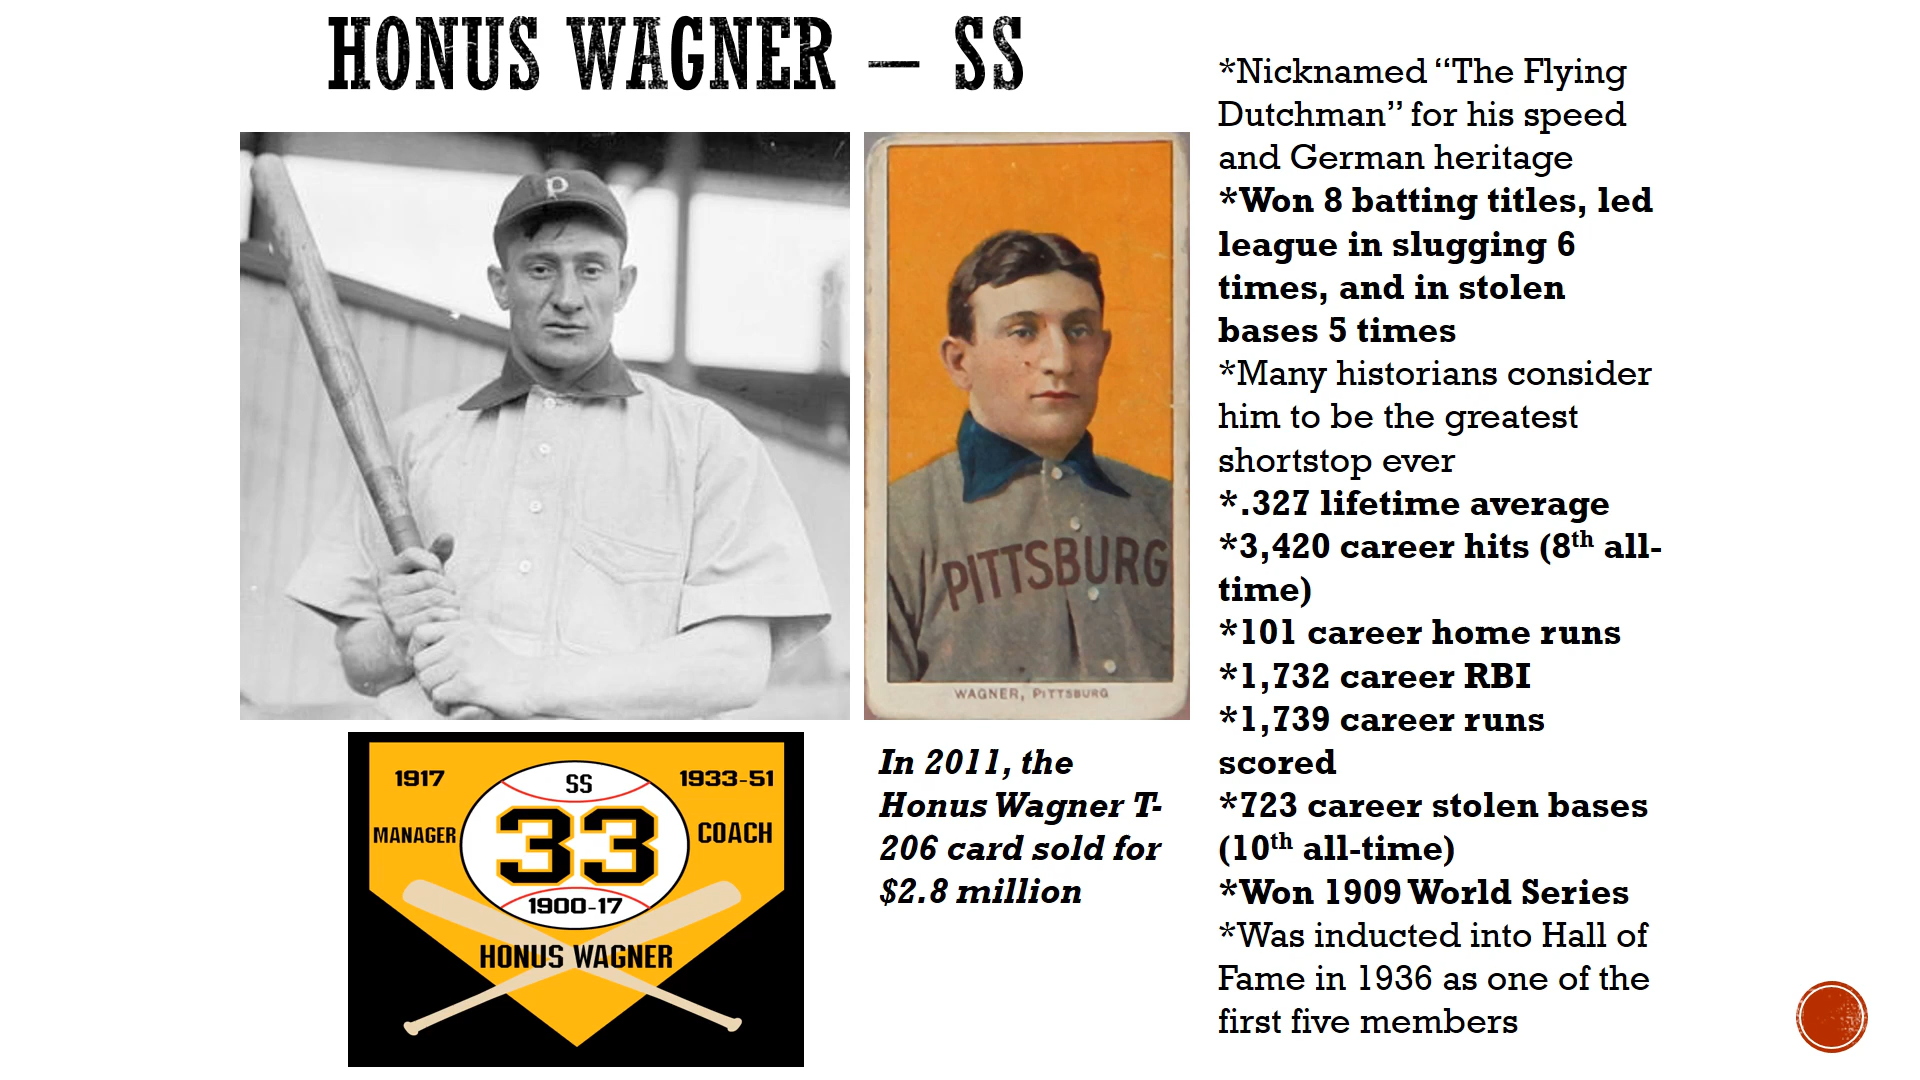 HONUS WAGNER – SS
P
PITTSBURG
WAGNER, PITTSBURG
1917
SS
1933-51
MANAGER
33
COACH
1900-17
HONUS WAGNER
In 2011, the
Honus Wagner T-
206 card sold for
$2.8 million
*Nicknamed “The Flying
Dutchman” for his speed
and German heritage
*Won 8 batting titles, led
league in slugging 6
times, and in stolen
bases 5 times
*Many historians consider
him to be the greatest
shortstop ever
*.327 lifetime average
*3,420 career hits (8th all-
time)
*101 career home runs
*1,732 career RBI
*1,739 career runs
scored
*723 career stolen bases
(10th all-time)
*Won 1909 World Series
*Was inducted into Hall of
Fame in 1936 as one of the
first five members